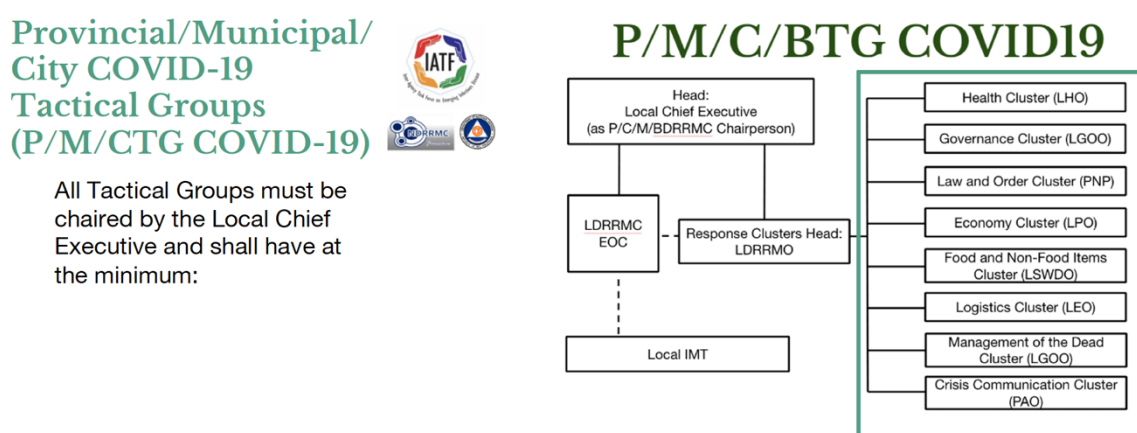 Provincial/Municipal/
City COVID-19
Tactical Groups
(P/M/CTG COVID-19)
IATF
NDRRMC
All Tactical Groups must be
chaired by the Local Chief
Executive and shall have at
the minimum:
P/M/C/BTG COVID19
Head:
Local Chief Executive
(as P/C/M/BDRRMC Chairperson)
LDRRMC
EOC
Response Clusters Head:
LDRRMO
Local IMT
Health Cluster (LHO)
Governance Cluster (LGOO)
Law and Order Cluster (PNP)
Economy Cluster (LPO)
Food and Non-Food Items
Cluster (LSWDO)
Logistics Cluster (LEO)
Management of the Dead
Cluster (LGOO)
Crisis Communication Cluster
(PAO)